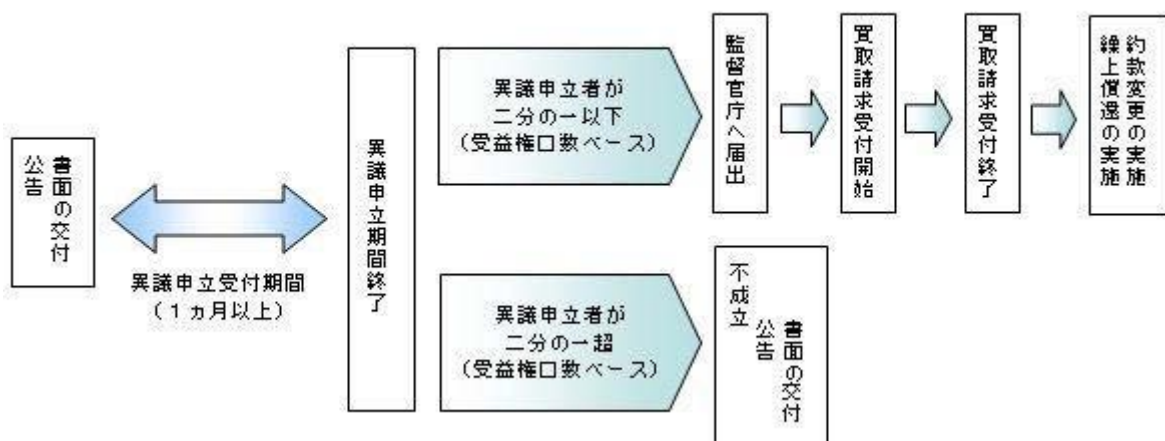 書面の交付
公告
異議申立受付期間
（１ヵ月以上）
異議申立期間終了
異議申立者が
二分の一以下
（受益権口数ベース）
監督官庁へ届出
買取請求受付開始
買取請求受付終了
約款変更の実施
繰上償還の実施
異議申立者が
二分の一超
（受益権口数ベース）
不成立
書面の交付
公告